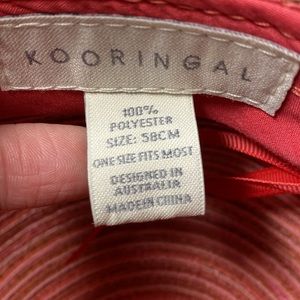 KOORINGAL
100%
POLYESTER
SIZE: 58CM
ONE SIZE FITS MOST
DESIGNED IN
AUSTRALIA
MADE IN CHINA